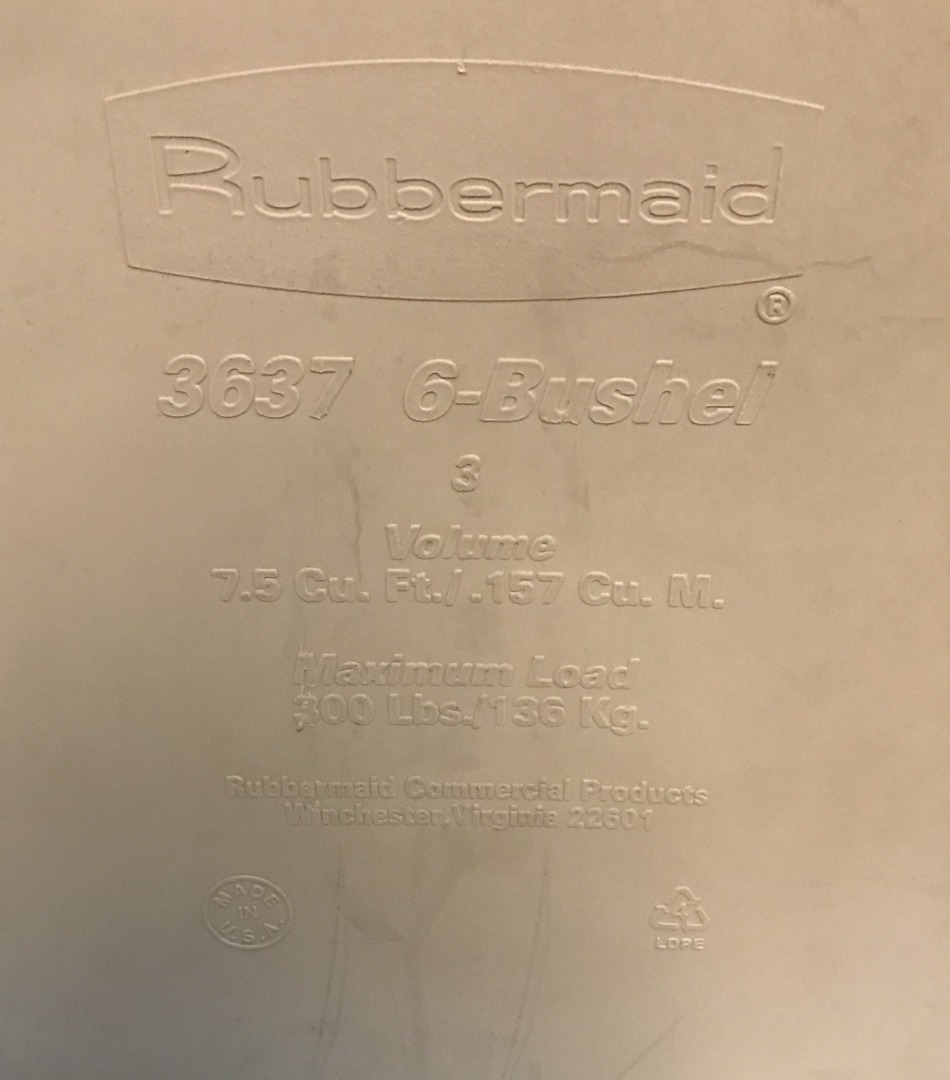 Rubbermaid
®
3637 6-Bushel
3
Volume
7.5 Cu. Ft./.157 Cu. M.
Maximum Load
300 Lbs./136 Kg.
Rubbermaid Commercial Products
Winchester,Virginia 22601
MADE
IN
U.S.A.
4
LDPE